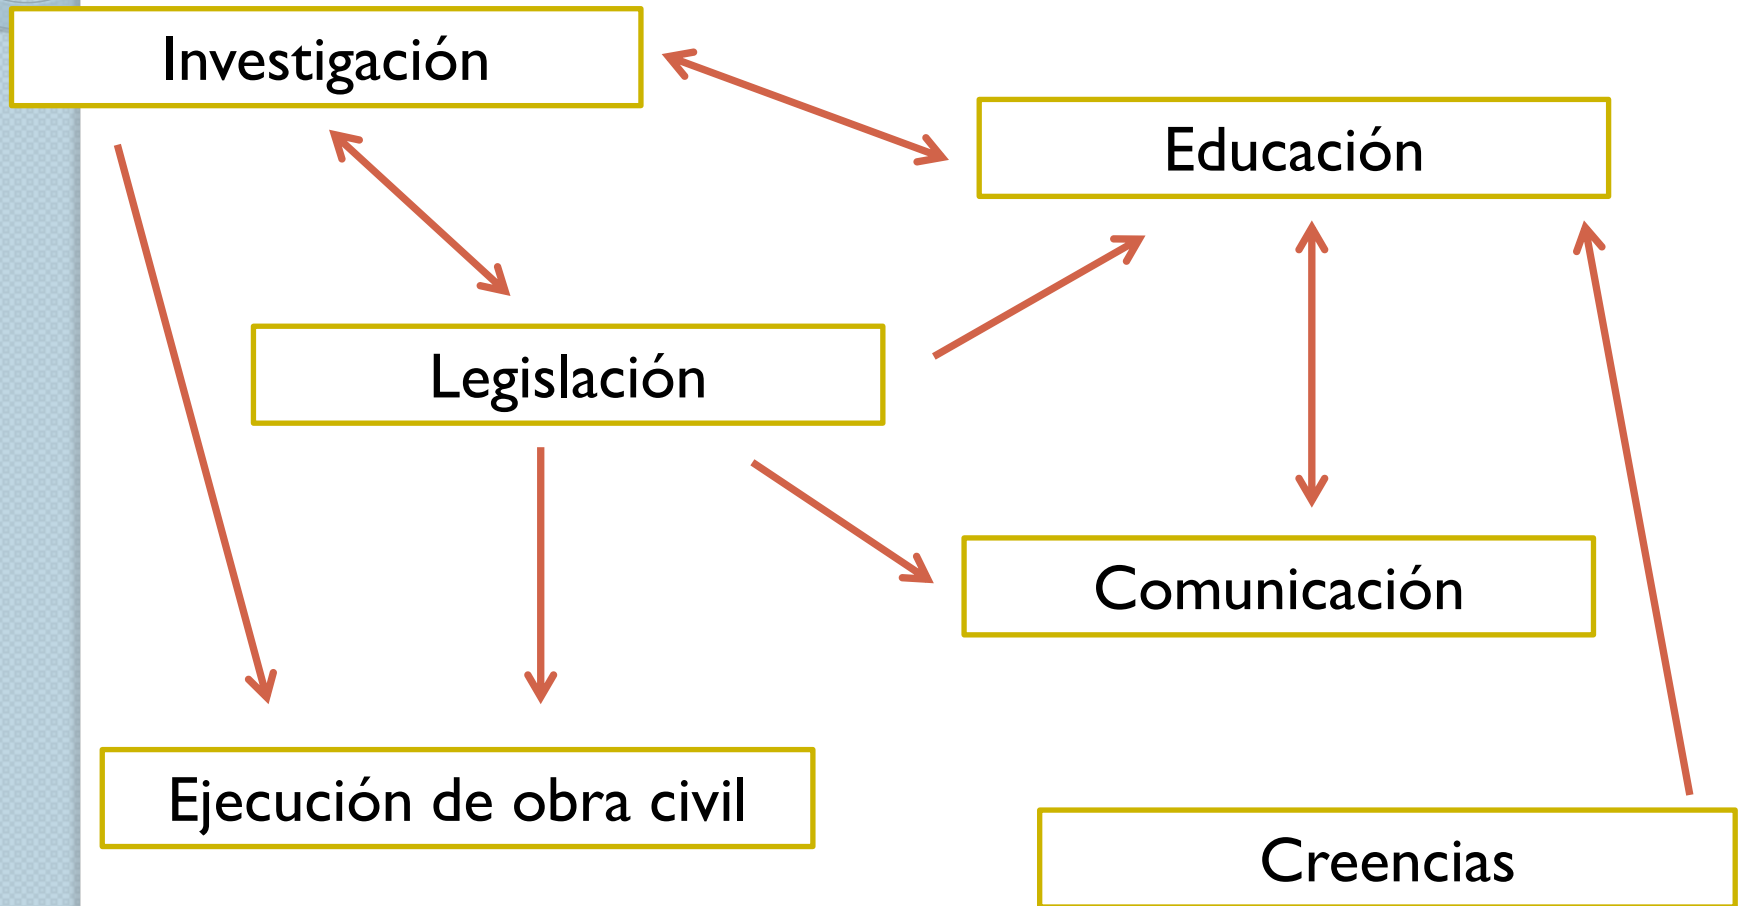 Investigación
Educación
Legislación
Comunicación
Ejecución de obra civil
Creencias